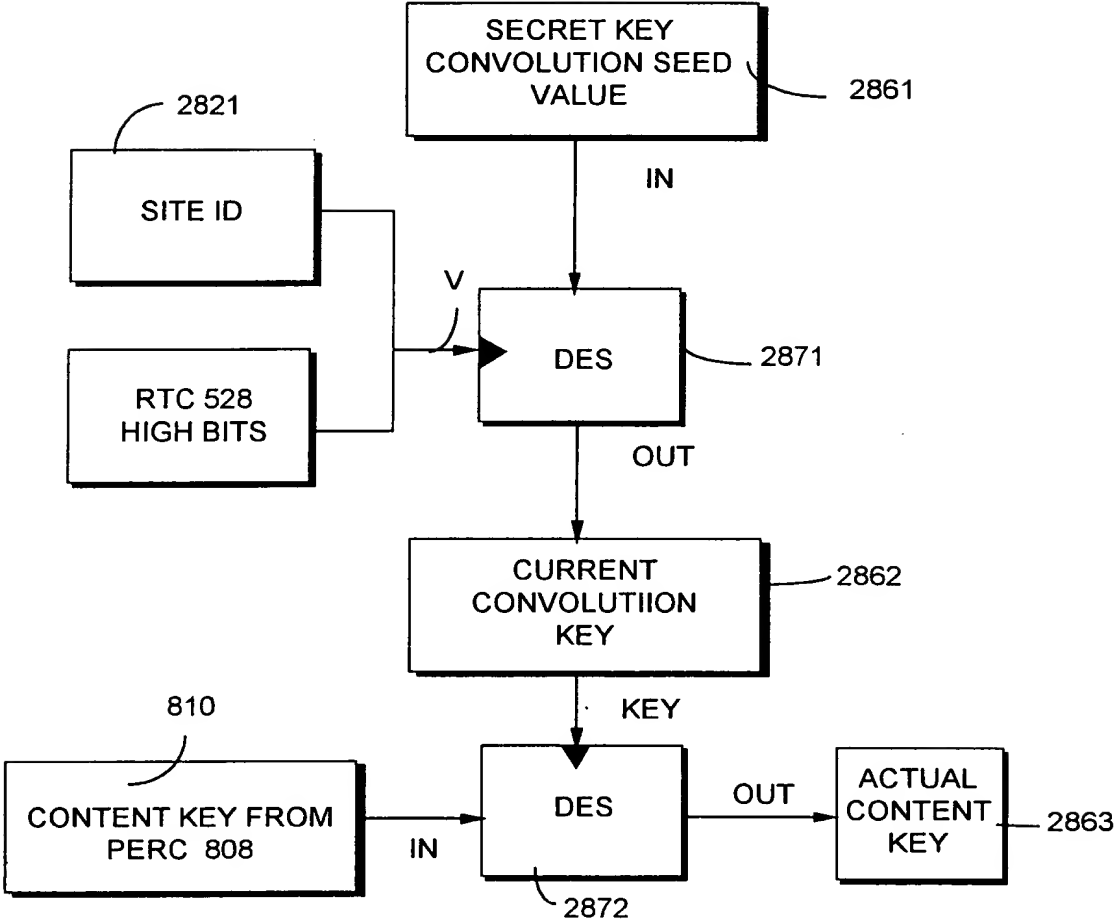 SECRET KEY
CONVOLUTION SEED
VALUE
2861
2821
IN
SITE ID
V
DES
2871
RTC 528
HIGH BITS
OUT
CURRENT
CONVOLUTIION
KEY
2862
810
KEY
CONTENT KEY FROM
PERC 808
IN
DES
OUT
ACTUAL
CONTENT
KEY
2863
2872